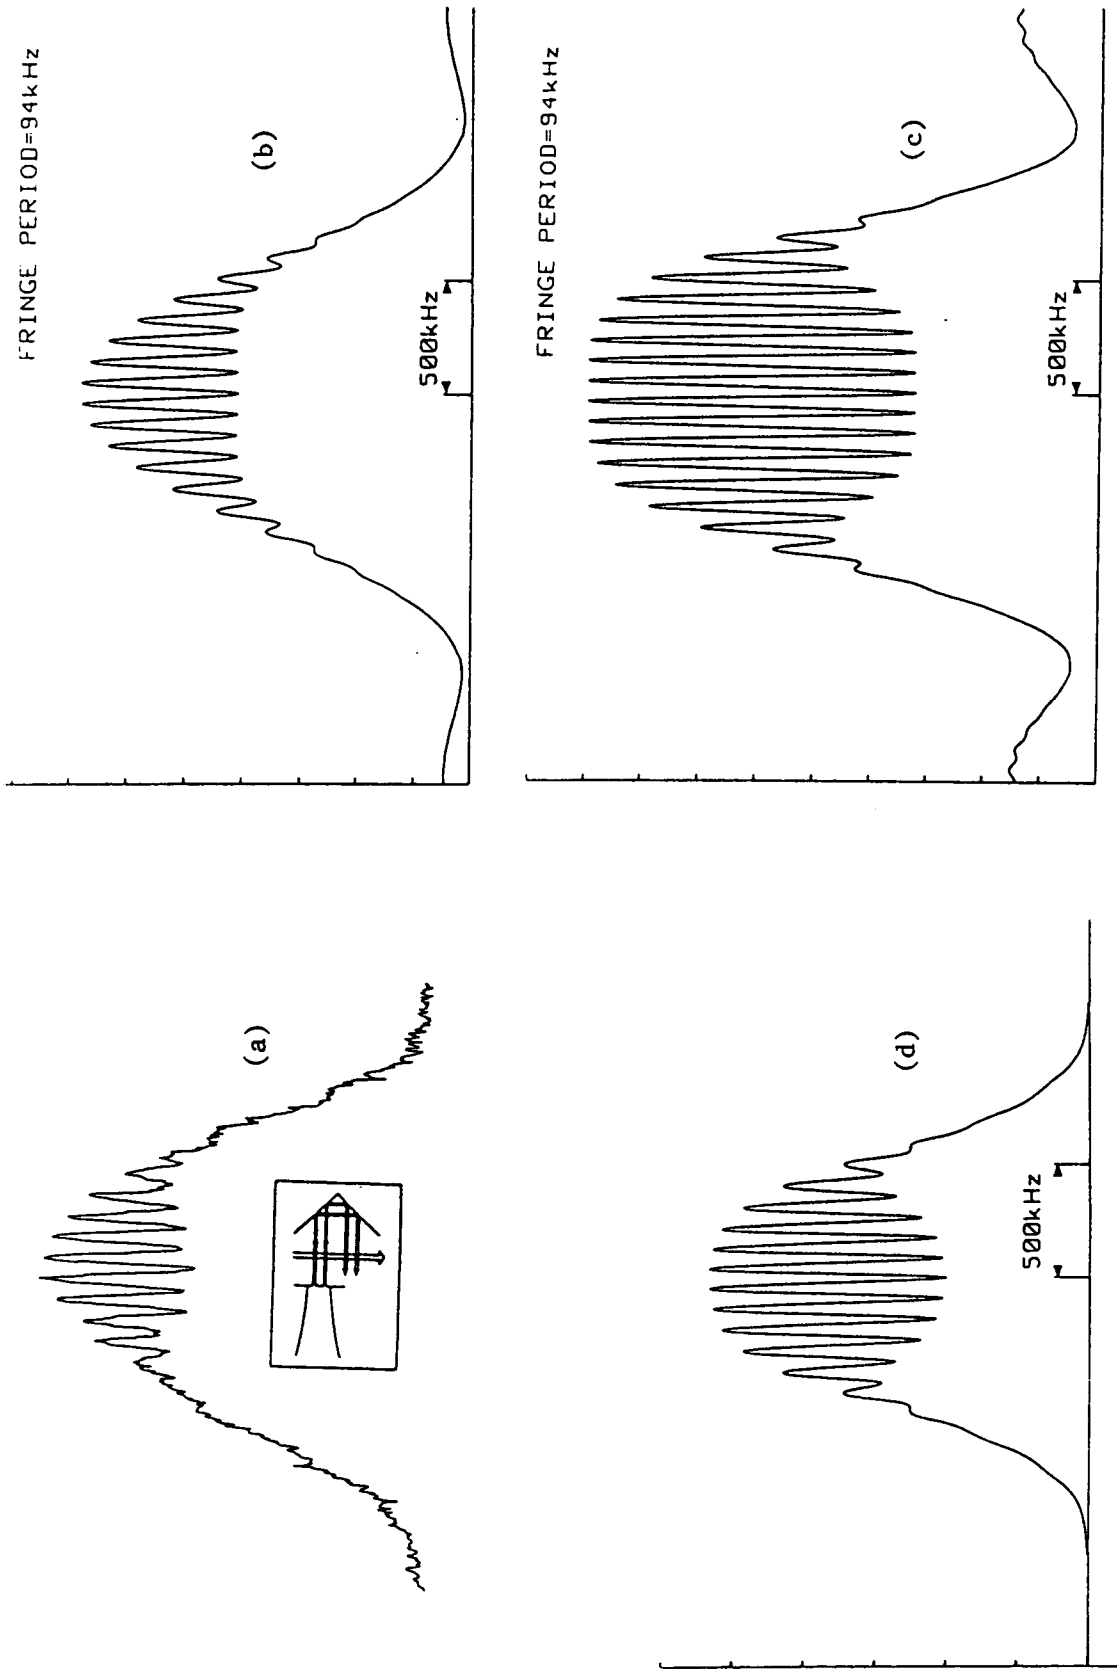 FRINGE PERIOD=94kHz
(b)
500kHz
FRINGE PERIOD=94kHz
(c)
500kHz
(a)
(d)
500kHz